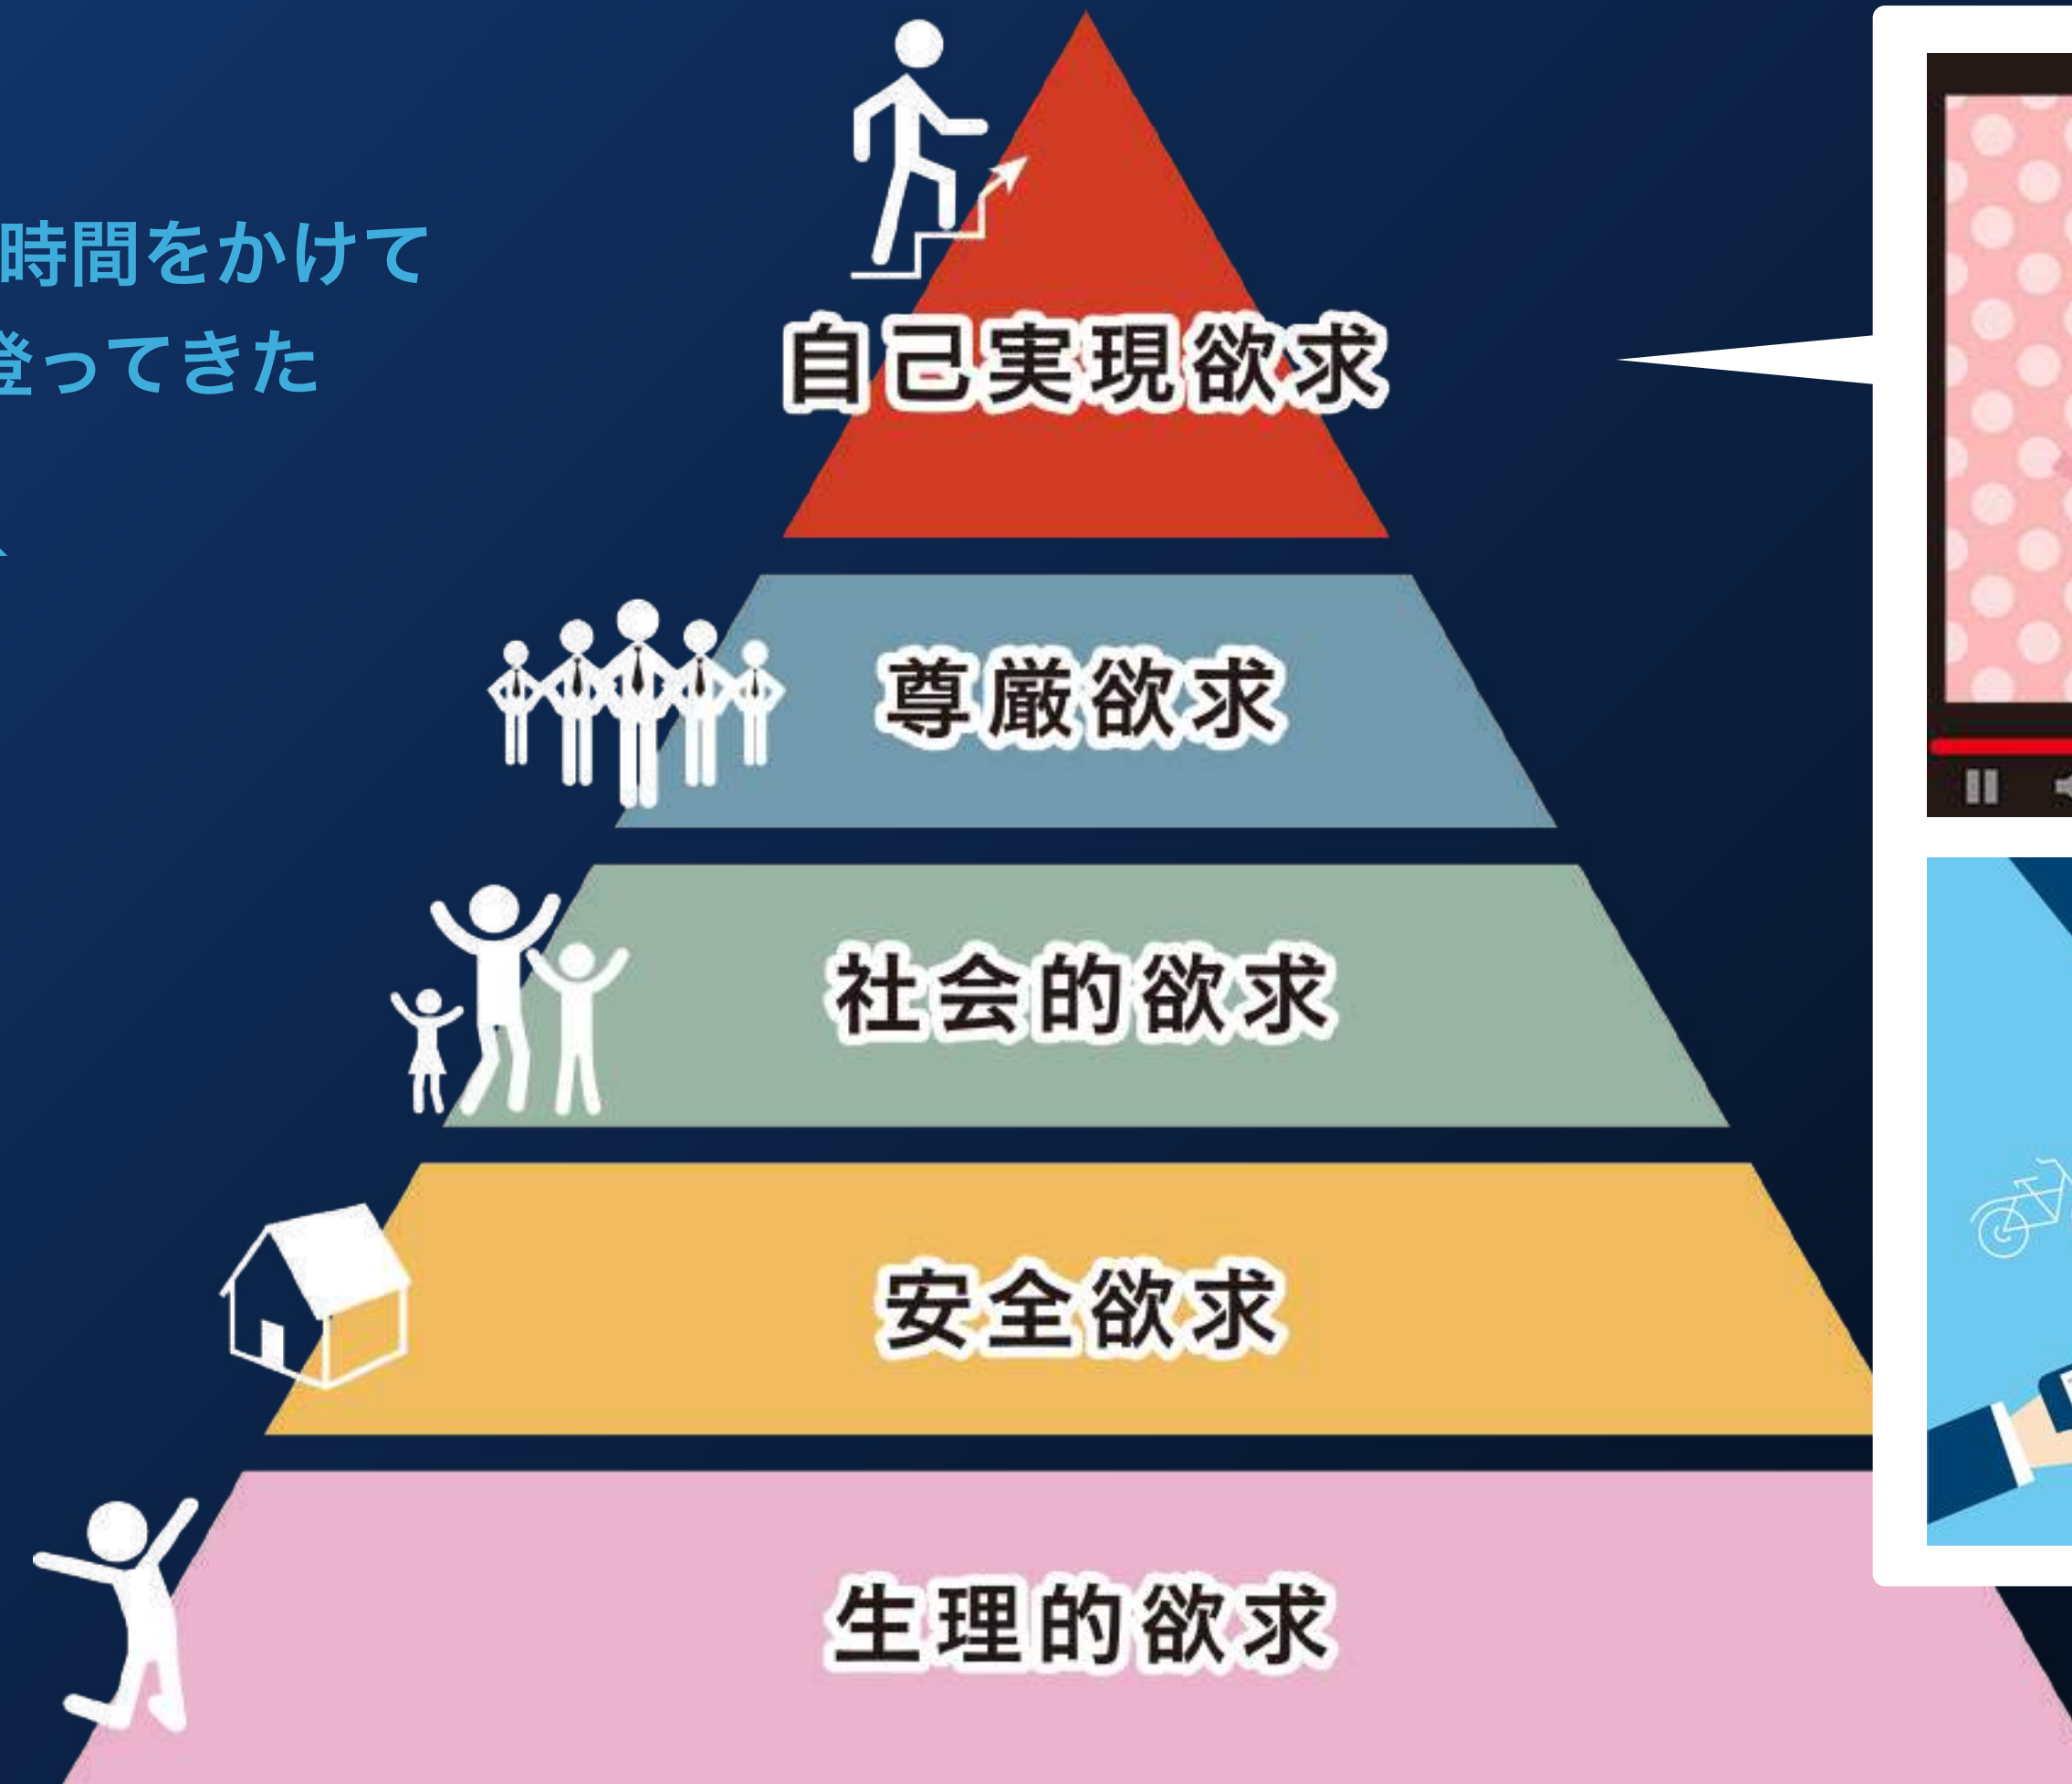 時間をかけて
登ってきた
自己実現欲求
尊厳欲求
社会的欲求
安全欲求
生理的欲求